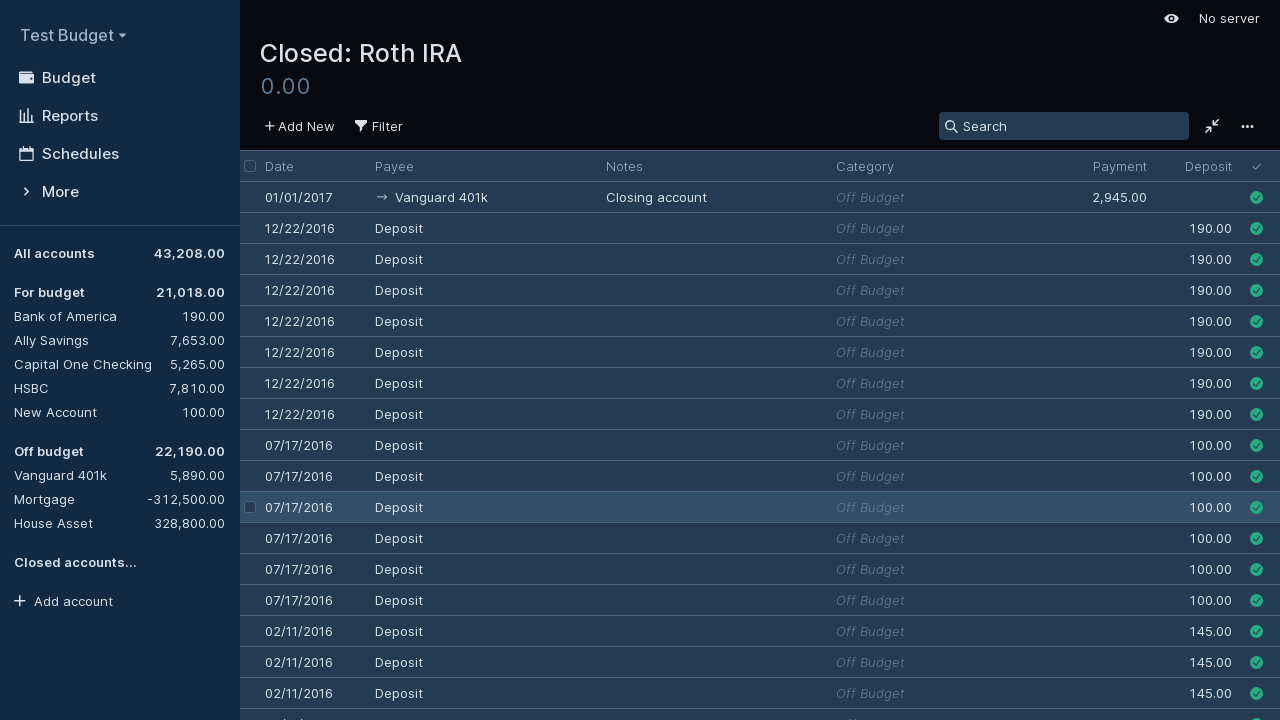 Test Budget
Budget
Reports
Schedules
More
All accounts 43,208.00
For budget 21,018.00
Bank of America 190.00
Ally Savings 7,653.00
Capital One Checking 5,265.00
HSBC 7,810.00
New Account 100.00
Off budget 22,190.00
Vanguard 401k 5,890.00
Mortgage -312,500.00
House Asset 328,800.00
Closed accounts...
Add account
No server
Closed: Roth IRA
0.00
Add New Filter Search
Date Payee Notes Category Payment Deposit
01/01/2017 → Vanguard 401k Closing account Off Budget 2,945.00
12/22/2016 Deposit Off Budget 190.00
12/22/2016 Deposit Off Budget 190.00
12/22/2016 Deposit Off Budget 190.00
12/22/2016 Deposit Off Budget 190.00
12/22/2016 Deposit Off Budget 190.00
12/22/2016 Deposit Off Budget 190.00
12/22/2016 Deposit Off Budget 190.00
07/17/2016 Deposit Off Budget 100.00
07/17/2016 Deposit Off Budget 100.00
07/17/2016 Deposit Off Budget 100.00
07/17/2016 Deposit Off Budget 100.00
07/17/2016 Deposit Off Budget 100.00
07/17/2016 Deposit Off Budget 100.00
02/11/2016 Deposit Off Budget 145.00
02/11/2016 Deposit Off Budget 145.00
02/11/2016 Deposit Off Budget 145.00